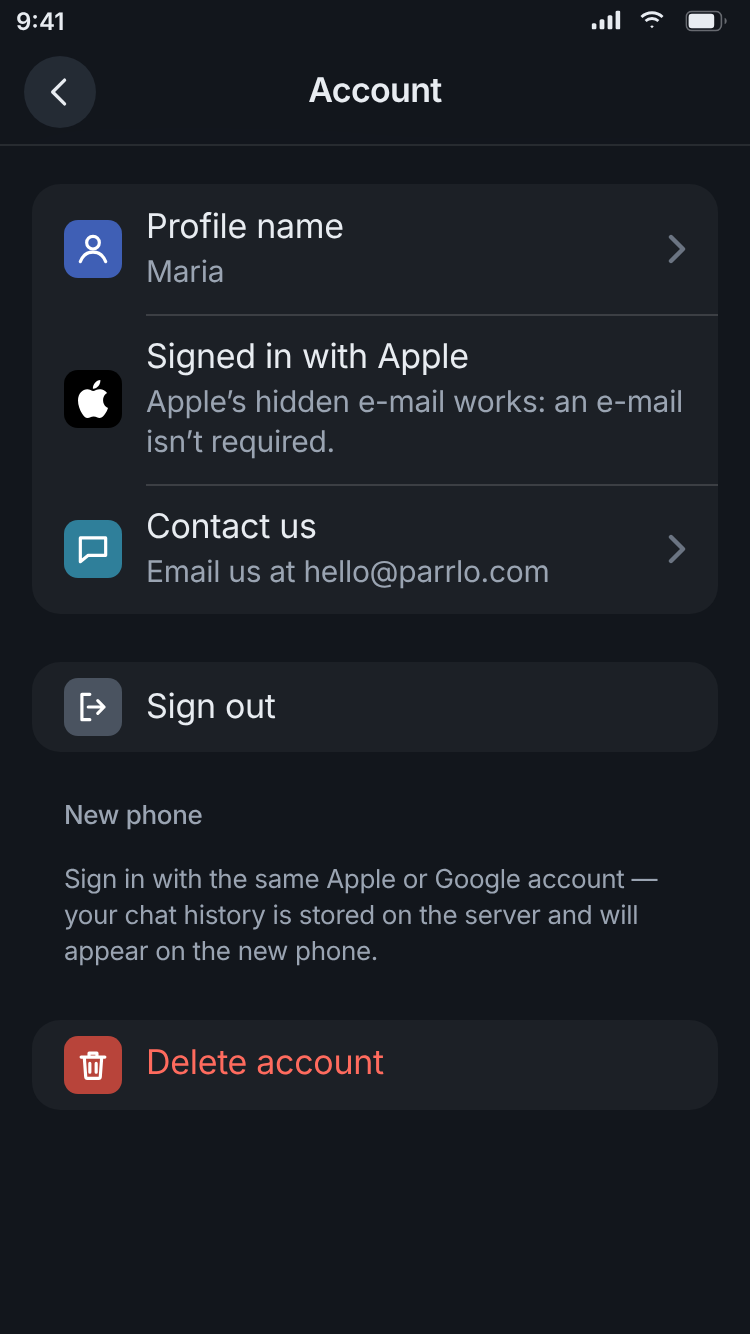 9:41
Account
Profile name
Maria
Signed in with Apple
Apple’s hidden e-mail works: an e-mail
isn’t required.
Contact us
Email us at hello@parrlo.com
Sign out
New phone
Sign in with the same Apple or Google account —
your chat history is stored on the server and will
appear on the new phone.
Delete account